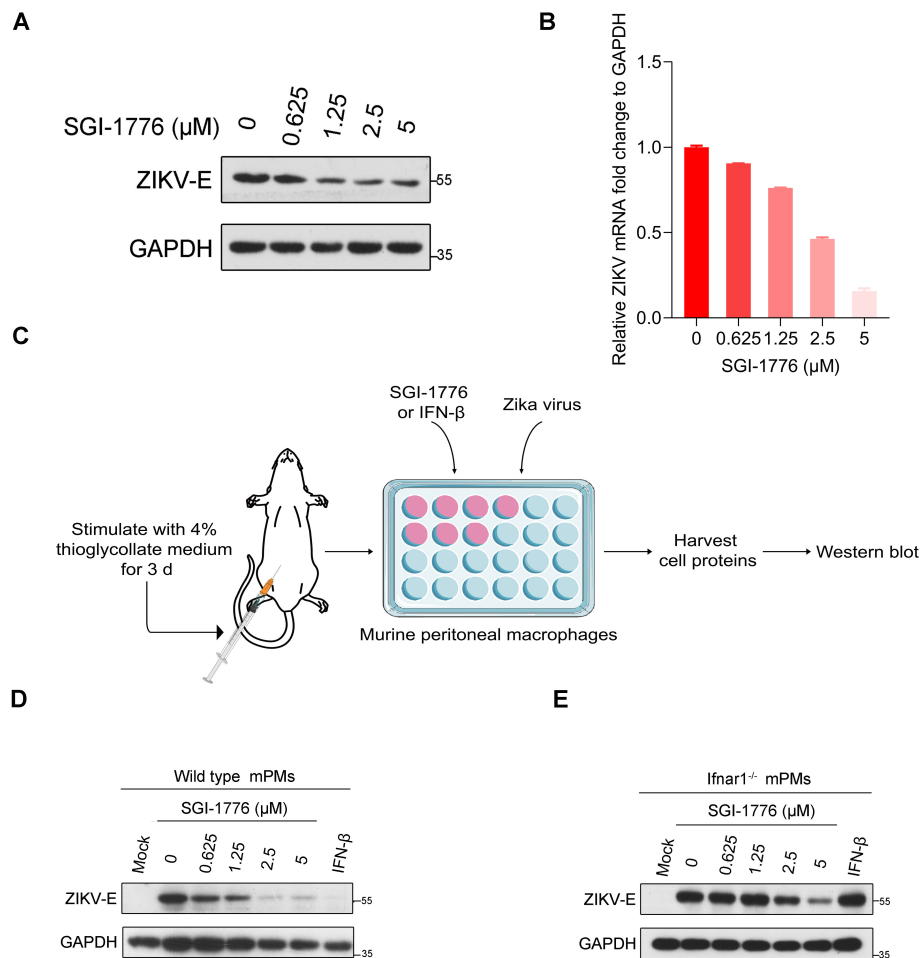 A
SGI-1776 (μM) 0 0.625 1.25 2.5 5
ZIKV-E
55
GAPDH
35
B
Relative ZIKV mRNA fold change to GAPDH
1.5
1.0
0.5
0.0
0 0.625 1.25 2.5 5
SGI-1776 (μM)
C
SGI-1776
or IFN-β
Zika virus
Stimulate with 4%
thioglycollate medium
for 3 d
Murine peritoneal macrophages
Harvest
cell proteins
Western blot
D
Wild type mPMs
SGI-1776 (μM)
Mock 0 0.625 1.25 2.5 5 IFN-β
ZIKV-E
55
GAPDH
35
E
Ifnar1-/- mPMs
SGI-1776 (μM)
Mock 0 0.625 1.25 2.5 5 IFN-β
ZIKV-E
55
GAPDH
35